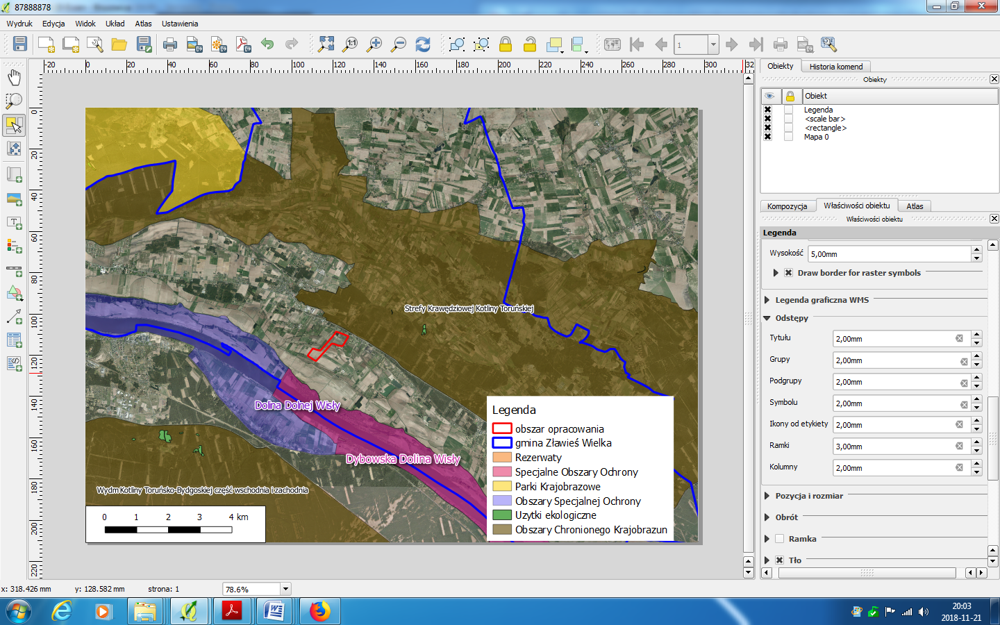 87888878
Wydruk Edycja Widok Układ Atlas Ustawienia
1:1
1
-20 0 20 40 60 80 100 120 140 160 180 200 220 240 260 280 300 32
0
20
40
60
80
100
120
140
160
180
200
220
Strefy Krawędziowej Kotliny Toruńskiej
Dolina Dolnej Wisły
Dybowska Dolina Wisły
Wydm Kotliny Toruńsko-Bydgoskiej część wschodnia i zachodnia
0 1 2 3 4 km
Legenda
obszar opracowania
gmina Zławieś Wielka
Rezerwaty
Specjalne Obszary Ochrony
Parki Krajobrazowe
Obszary Specjalnej Ochrony
Uzytki ekologiczne
Obszary Chronionego Krajobrazun
Obiekty Historia komend
Obiekty
Obiekt
Legenda
<scale bar>
<rectangle>
Mapa 0
Kompozycja Właściwości obiektu Atlas
Właściwości obiektu
Legenda
Wysokość 5,00mm
Draw border for raster symbols
Legenda graficzna WMS
Odstępy
Tytułu 2,00mm
Grupy 2,00mm
Podgrupy 2,00mm
Symbolu 2,00mm
Ikony od etykiety 2,00mm
Ramki 3,00mm
Kolumny 2,00mm
Pozycja i rozmiar
Obrót
Ramka
Tło
x: 318.426 mm y: 128.582 mm strona: 1 78.6%
20:03
2018-11-21